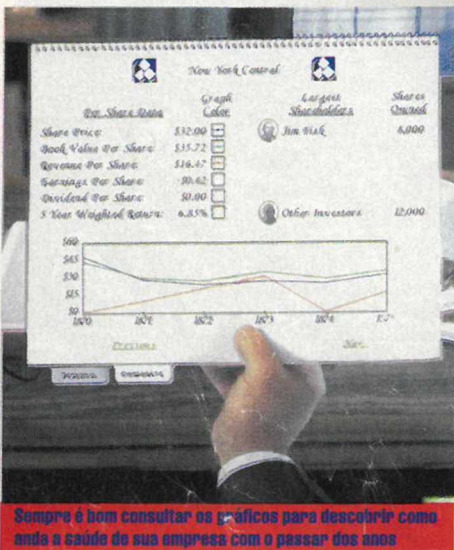 New York Central
Per Share Data
Graph Color
Largest Shareholders
Shares Owned
Share Price: $32.00
Jim Fisk 8,000
Book Value Per Share: $35.72
Revenue Per Share: $16.47
Earnings Per Share: $0.62
Dividend Per Share: $0.00
5 Year Weighted Return: 6.85%
Other Investors 12,000
$60
$45
$30
$15
$0
1870 1871 1872 1873 1874
Previous
Sempre é bom consultar os gráficos para descobrir como
anda a saúde de sua empresa com o passar dos anos